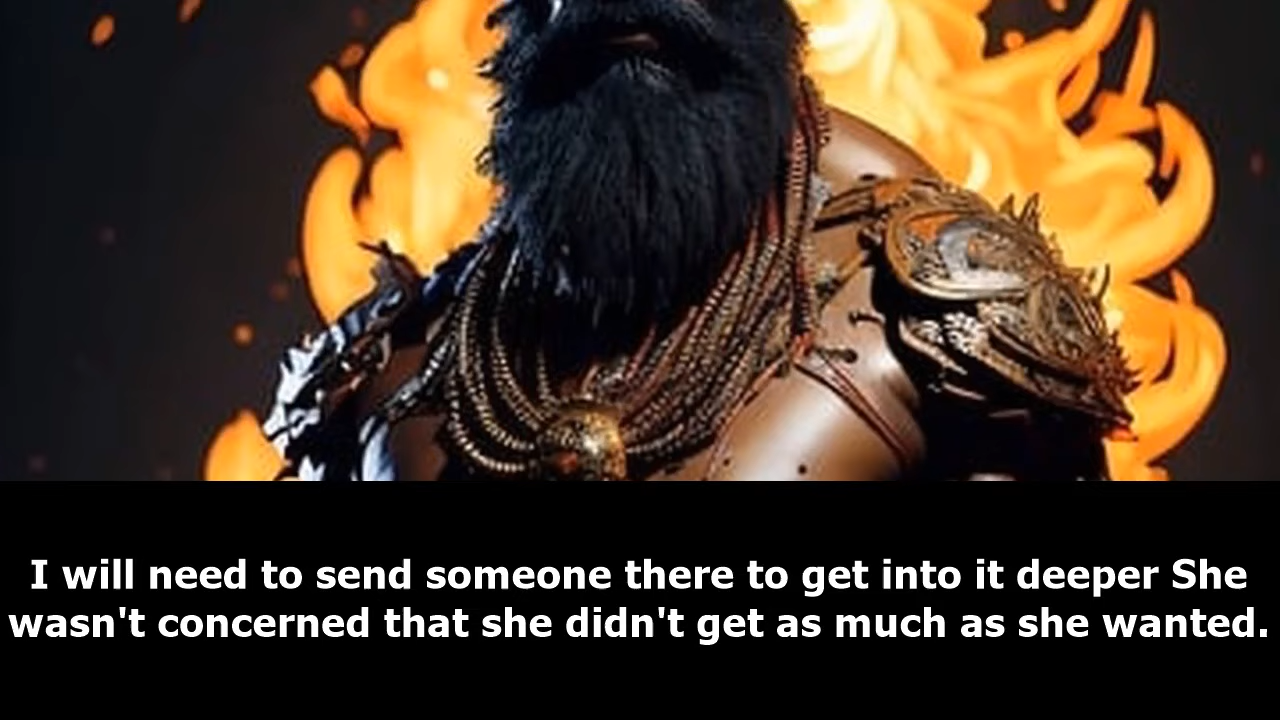 I will need to send someone there to get into it deeper She
wasn't concerned that she didn't get as much as she wanted.